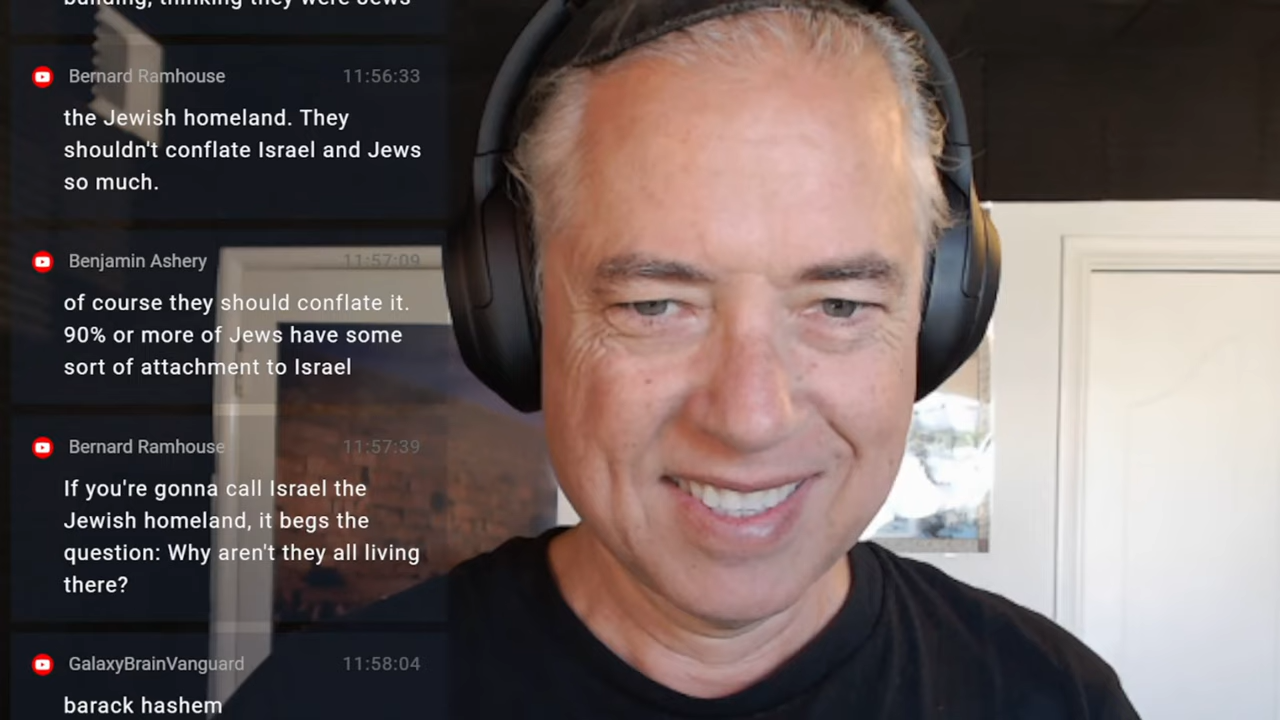 building, thinking they were Jews
Bernard Ramhouse 11:56:33
the Jewish homeland. They
shouldn't conflate Israel and Jews
so much.
Benjamin Ashery 11:57:09
of course they should conflate it.
90% or more of Jews have some
sort of attachment to Israel
Bernard Ramhouse 11:57:39
If you're gonna call Israel the
Jewish homeland, it begs the
question: Why aren't they all living
there?
GalaxyBrainVanguard 11:58:04
barack hashem